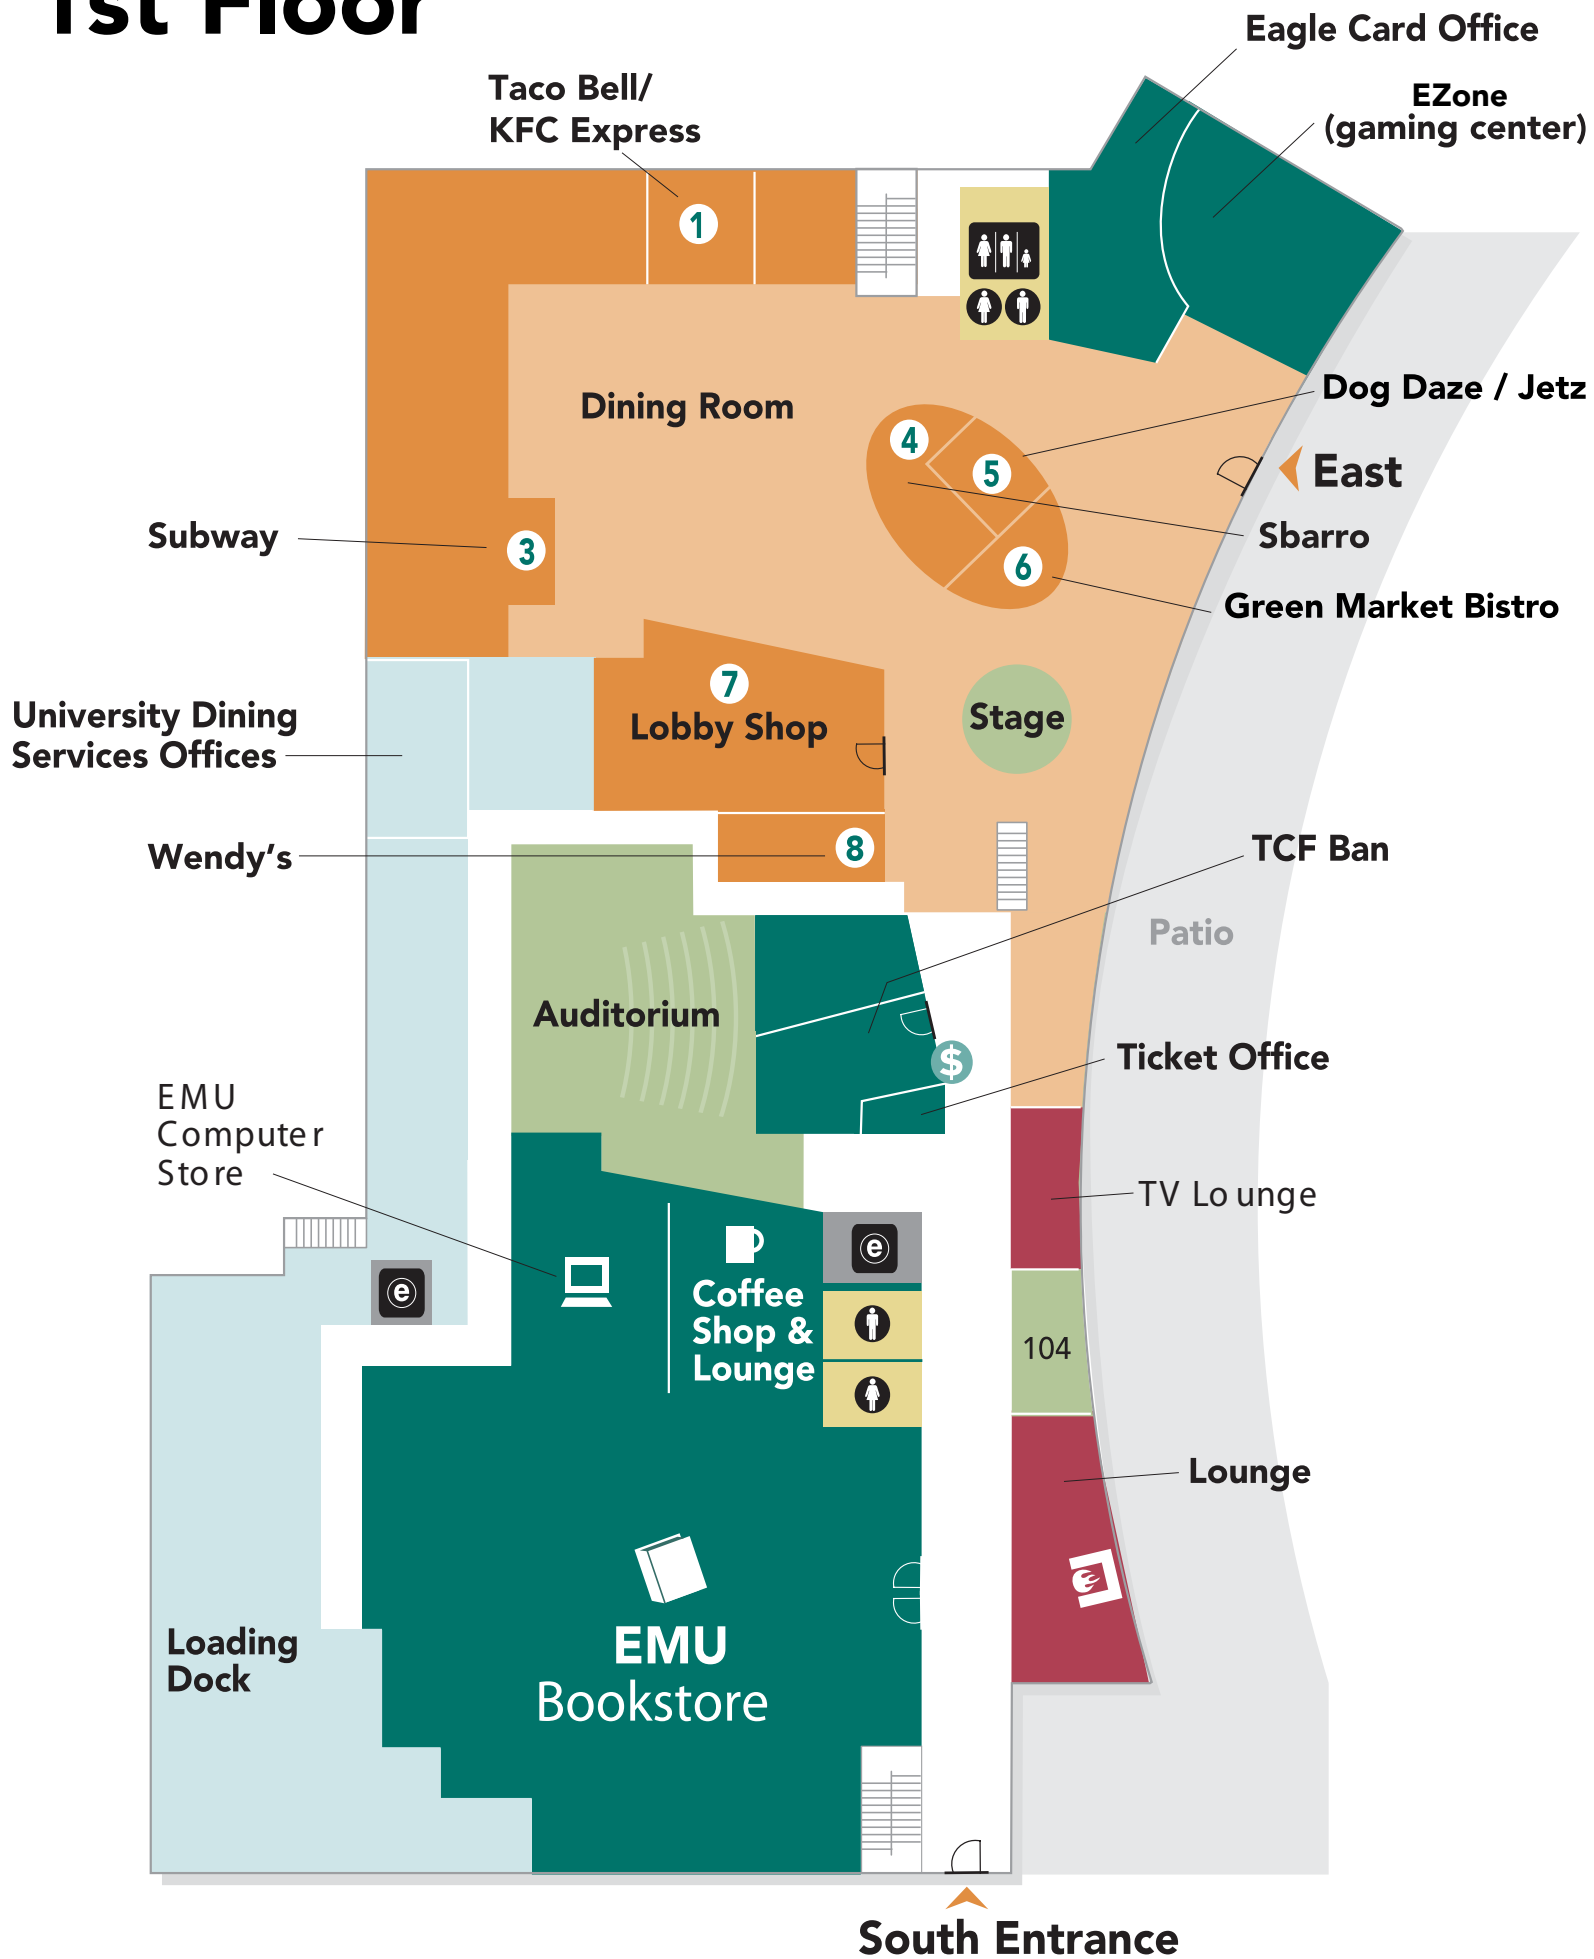 1st Floor
Eagle Card Office
EZone
(gaming center)
Taco Bell/
KFC Express
1
Dining Room
Dog Daze / Jetz
4
5
East
Subway
3
Sbarro
6
Green Market Bistro
7
Lobby Shop
Stage
University Dining
Services Offices
Wendy's
8
TCF Ban
Patio
Auditorium
$
Ticket Office
EMU
Computer
Store
TV Lounge
e
e
Coffee
Shop &
Lounge
104
Lounge
Loading
Dock
EMU
Bookstore
South Entrance